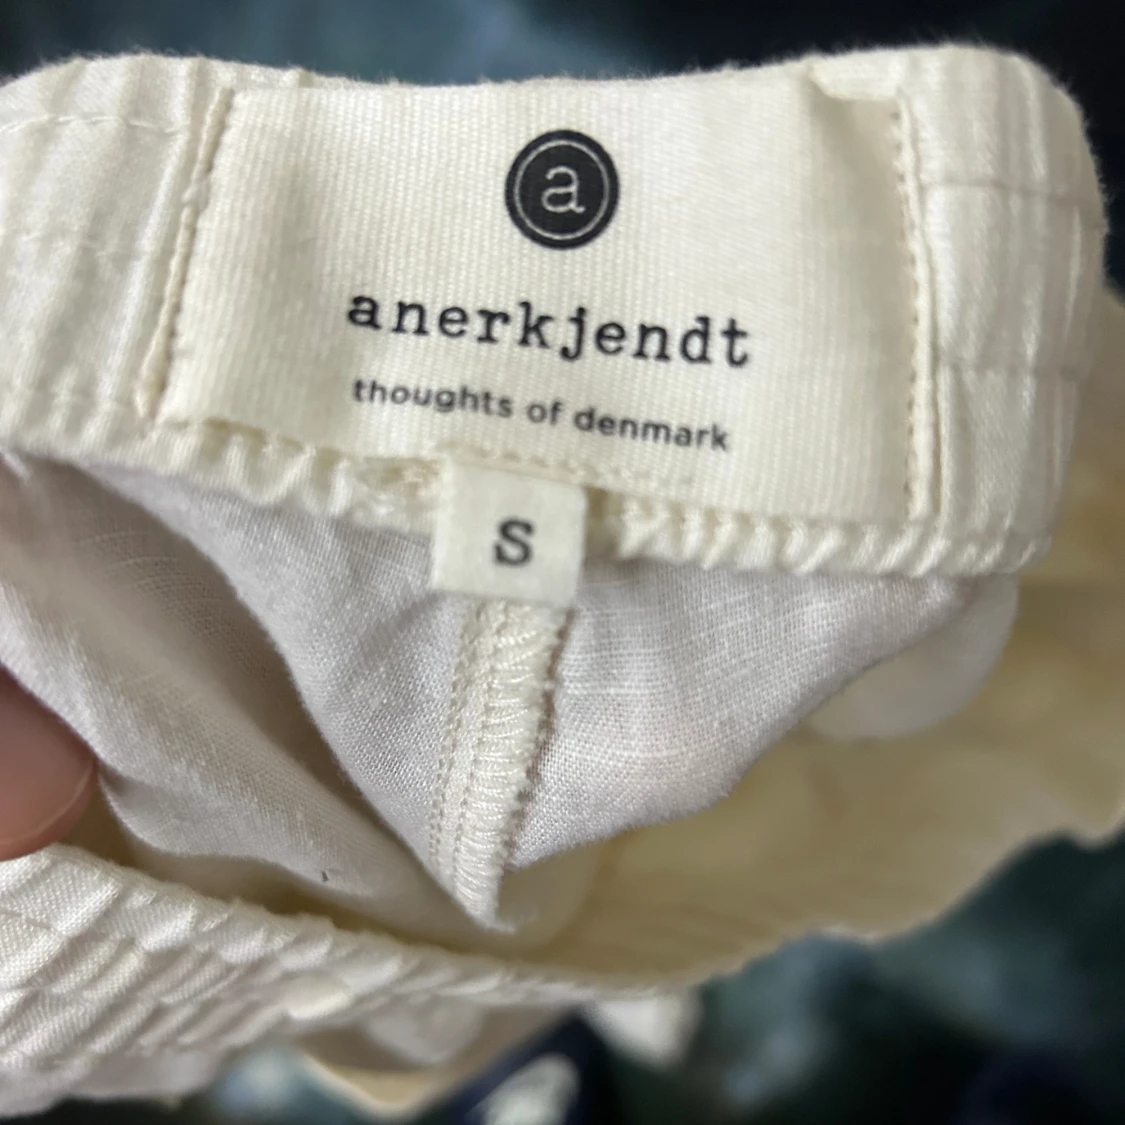 a
anerkjendt
thoughts of denmark
S